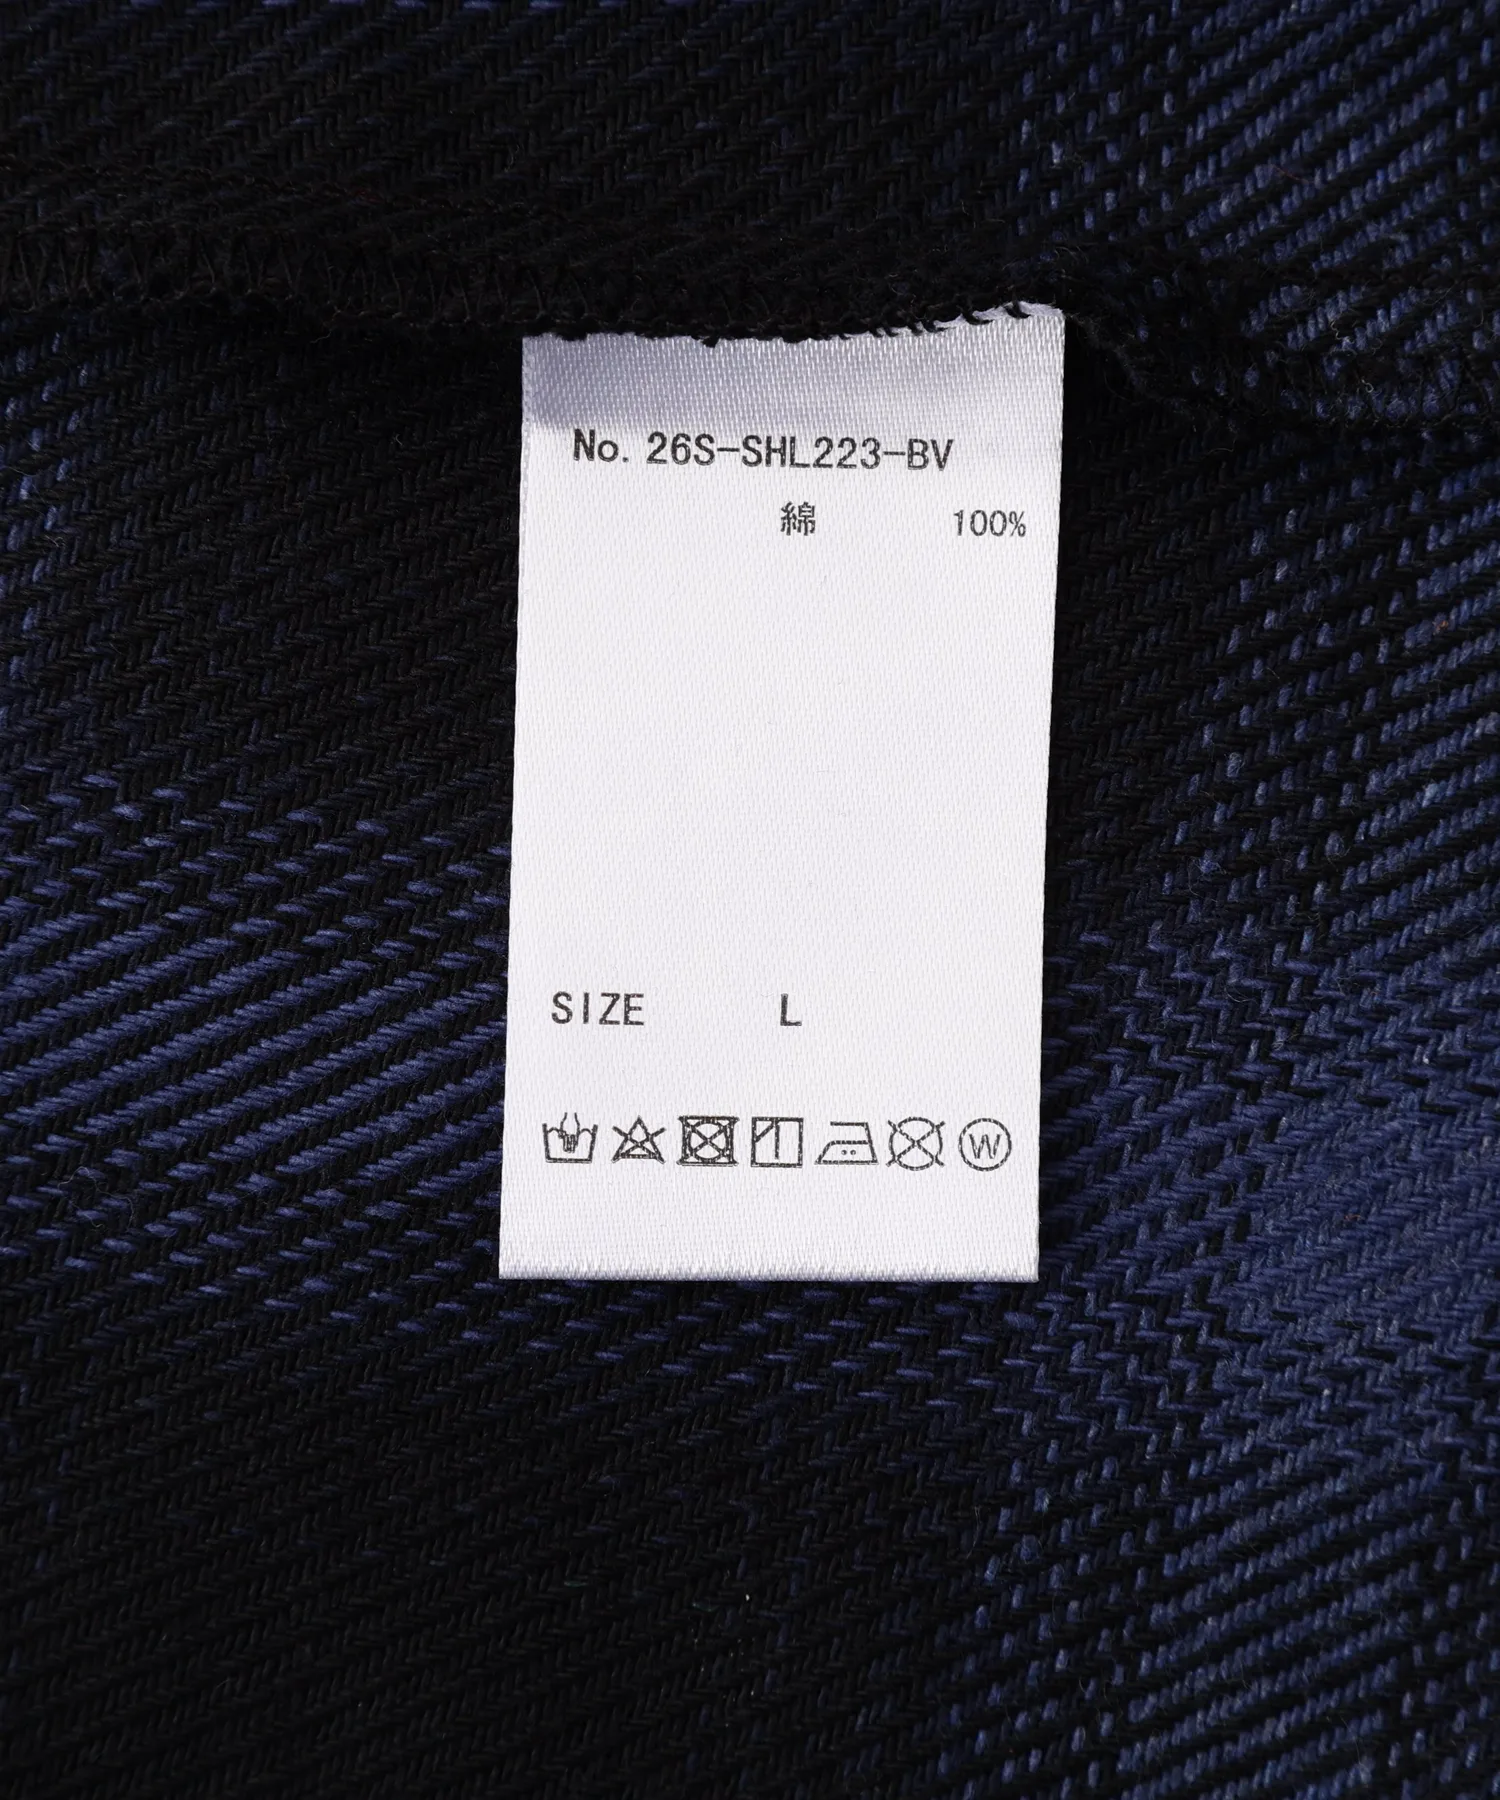 No. 26S-SHL223-BV
綿 100%
SIZE L
W